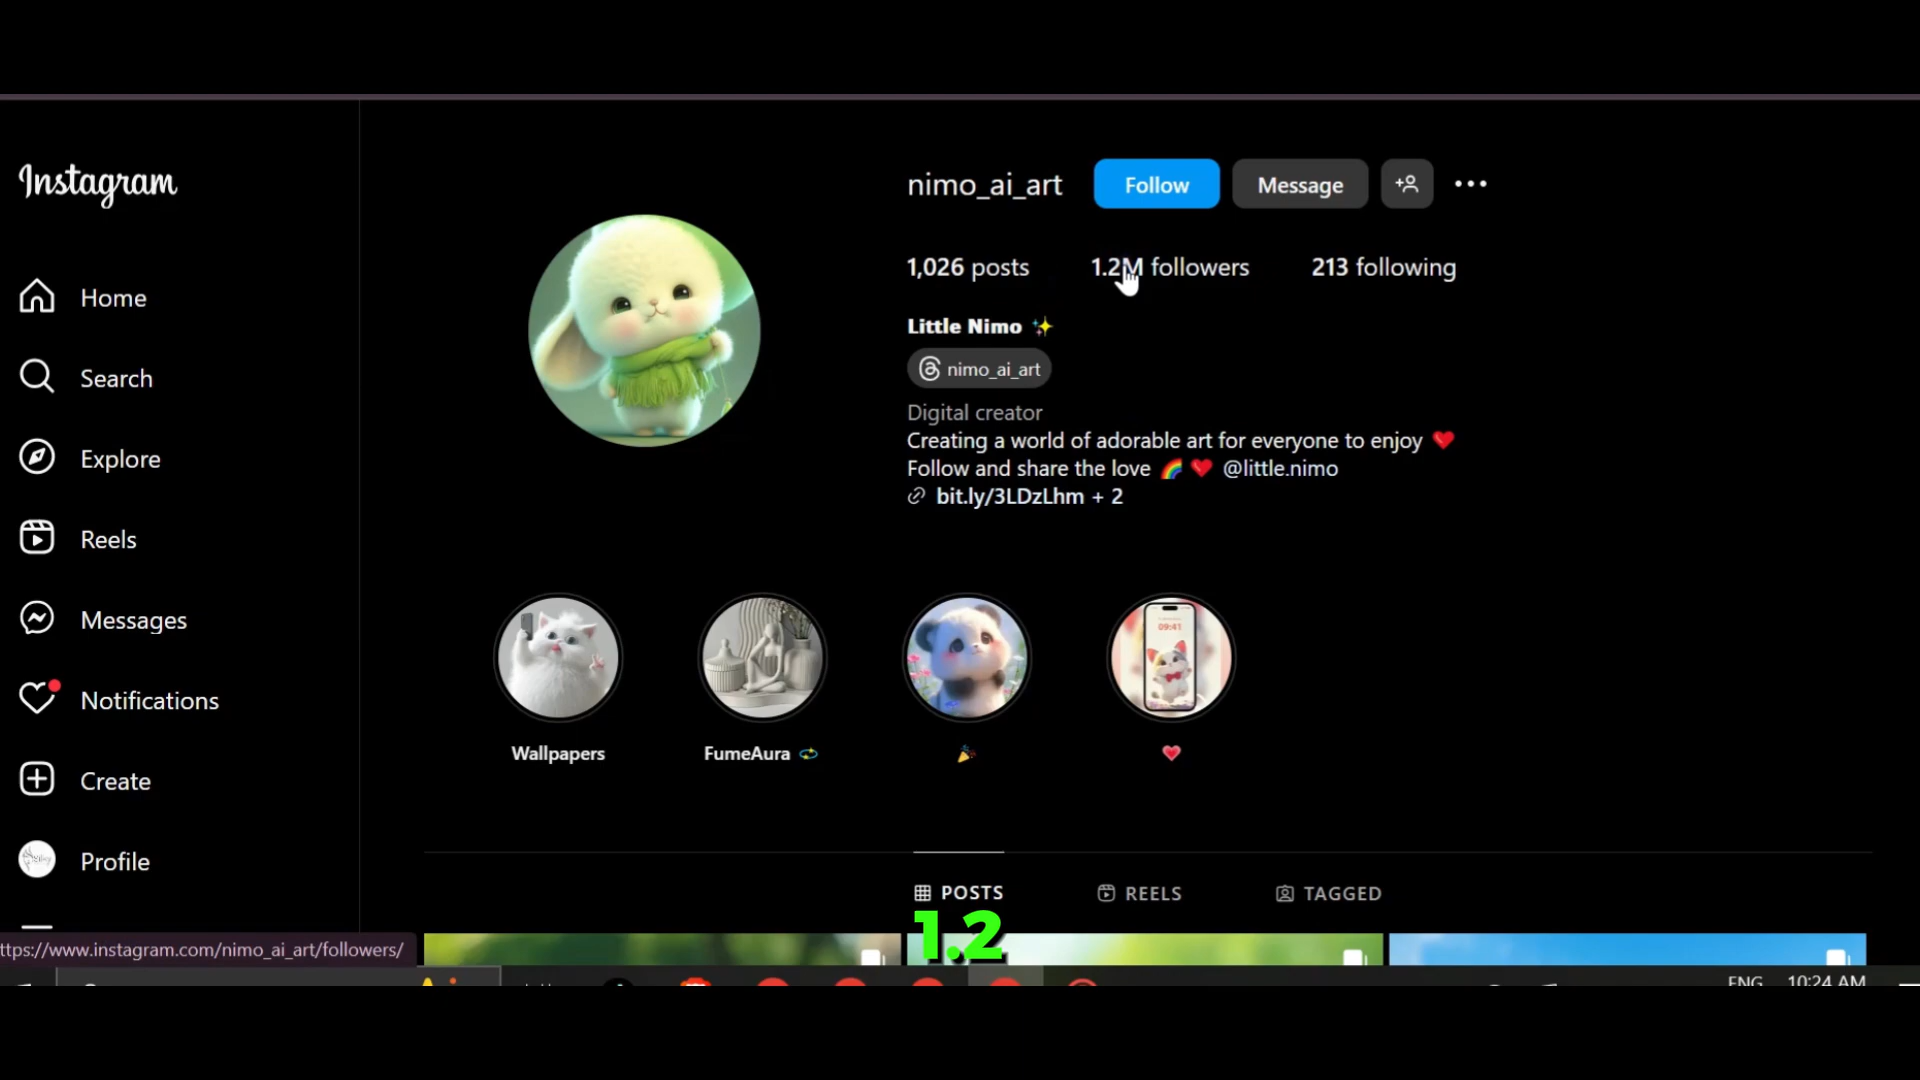 Instagram
Home
Search
Explore
Reels
Messages
Notifications
Create
Profile
nimo_ai_art Follow Message
1,026 posts 1.2M followers 213 following
Little Nimo ✨
nimo_ai_art
Digital creator
Creating a world of adorable art for everyone to enjoy ❤️
Follow and share the love 🌈 ❤️ @little.nimo
bit.ly/3LDzLhm + 2
09:41
Wallpapers FumeAura 💫 🎉 ❤️
POSTS REELS TAGGED
1.2
ttps://www.instagram.com/nimo_ai_art/followers/
ENG 10:24 AM